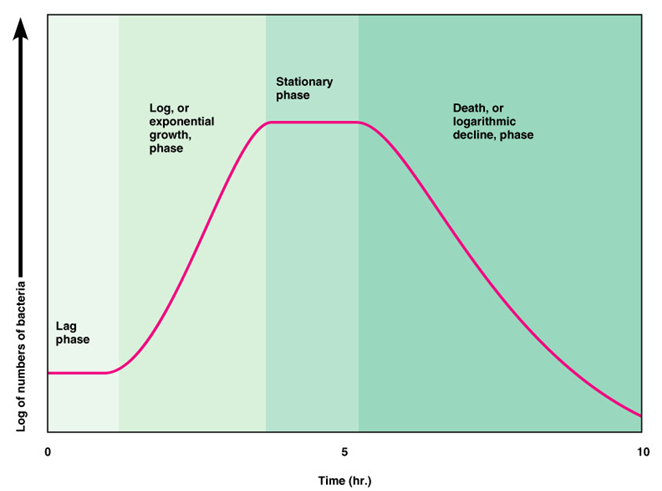 Log of numbers of bacteria
Lag
phase
Log, or
exponential
growth,
phase
Stationary
phase
Death, or
logarithmic
decline, phase
0
5
10
Time (hr.)